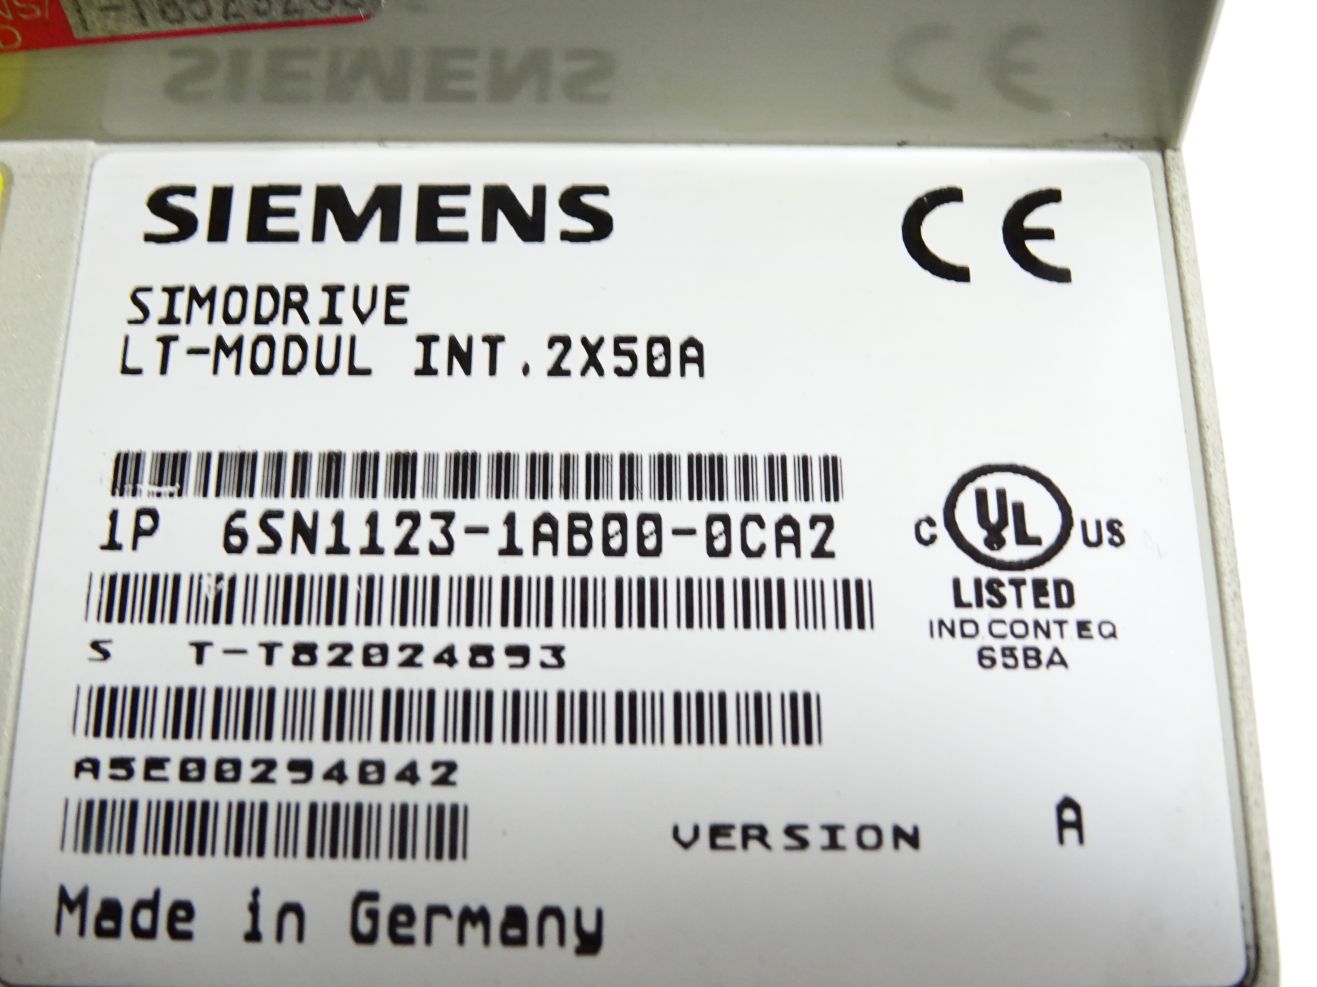 SIEMENS
CE
SIMODRIVE
LT-MODUL INT.2X50A
1P 6SN1123-1AB00-0CA2
C UL US
LISTED
IND.CONT.EQ
65BA
S T-T82024893
A5E00294042
VERSION A
Made in Germany